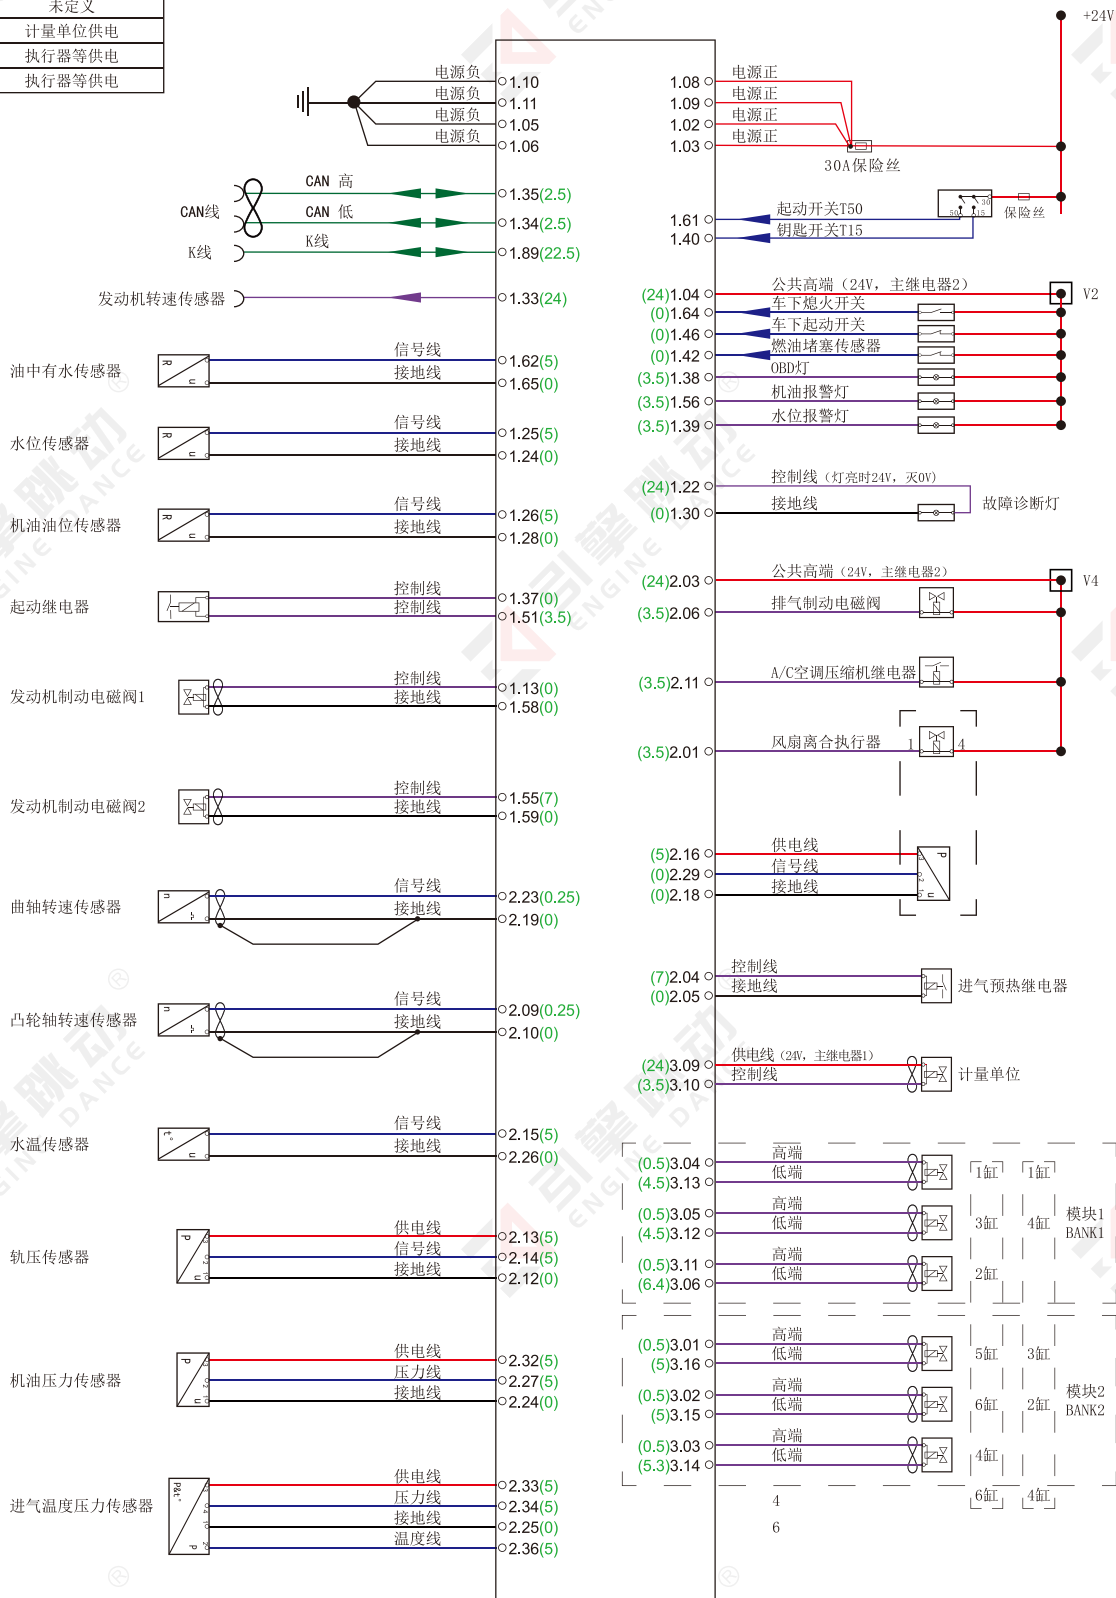 未定义
计量单位供电
执行器等供电
执行器等供电
+24V
电源负 1.10
电源负 1.11
电源负 1.05
电源负 1.06
CAN线
CAN 高 1.35(2.5)
CAN 低 1.34(2.5)
K线 K线 1.89(22.5)
发动机转速传感器 1.33(24)
油中有水传感器 R u
信号线 1.62(5)
接地线 1.65(0)
水位传感器 R u
信号线 1.25(5)
接地线 1.24(0)
机油油位传感器 R u
信号线 1.26(5)
接地线 1.28(0)
起动继电器
控制线 1.37(0)
控制线 1.51(3.5)
发动机制动电磁阀1
控制线 1.13(0)
接地线 1.58(0)
发动机制动电磁阀2
控制线 1.55(7)
接地线 1.59(0)
曲轴转速传感器 n
信号线 2.23(0.25)
接地线 2.19(0)
凸轮轴转速传感器 n
信号线 2.09(0.25)
接地线 2.10(0)
水温传感器 t° u
信号线 2.15(5)
接地线 2.26(0)
轨压传感器 P u 3 2 1
供电线 2.13(5)
信号线 2.14(5)
接地线 2.12(0)
机油压力传感器 P u 3 2 1
供电线 2.32(5)
压力线 2.27(5)
接地线 2.24(0)
进气温度压力传感器 P&t° P 3 4 1 2
供电线 2.33(5)
压力线 2.34(5)
接地线 2.25(0)
温度线 2.36(5)
1.08 电源正
1.09 电源正
1.02 电源正
1.03 电源正
30A保险丝
1.61 起动开关T50
1.40 钥匙开关T15
50 15 30
保险丝
(24)1.04 公共高端（24V，主继电器2） V2
(0)1.64 车下熄火开关
(0)1.46 车下起动开关
(0)1.42 燃油堵塞传感器
(3.5)1.38 OBD灯
(3.5)1.56 机油报警灯
(3.5)1.39 水位报警灯
(24)1.22 控制线（灯亮时24V，灭0V）
(0)1.30 接地线
故障诊断灯
(24)2.03 公共高端（24V，主继电器2） V4
(3.5)2.06 排气制动电磁阀
(3.5)2.11 A/C空调压缩机继电器
(3.5)2.01 风扇离合执行器 1 4
(5)2.16 供电线
(0)2.29 信号线
(0)2.18 接地线
P u 3 2 1
(7)2.04 控制线
(0)2.05 接地线
进气预热继电器
(24)3.09 供电线（24V，主继电器1）
(3.5)3.10 控制线
计量单位
(0.5)3.04 高端
(4.5)3.13 低端
1缸 1缸
(0.5)3.05 高端
(4.5)3.12 低端
3缸 4缸
模块1
BANK1
(0.5)3.11 高端
(6.4)3.06 低端
2缸
(0.5)3.01 高端
(5)3.16 低端
5缸 3缸
(0.5)3.02 高端
(5)3.15 低端
6缸 2缸
模块2
BANK2
(0.5)3.03 高端
(5.3)3.14 低端
4缸
6缸 4缸
4
6
引擎跳动
ENGINE DANCE
®